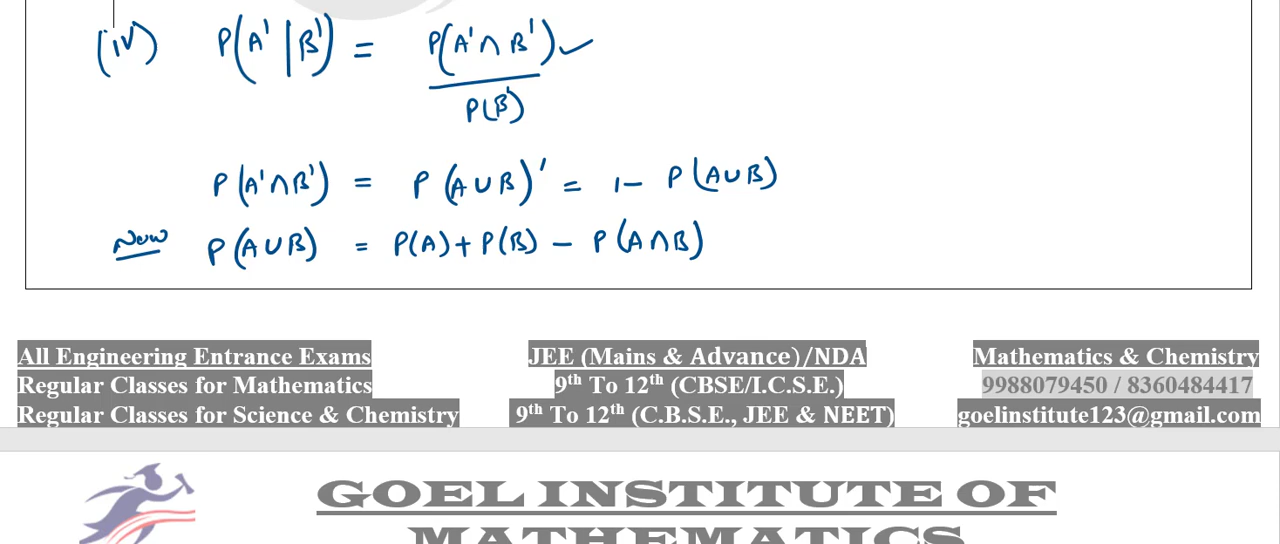 (iv) P(A' | B') = P(A' ∩ B') ✓
P(B')
P(A' ∩ B') = P(A ∪ B)' = 1 - P(A ∪ B)
Now P(A ∪ B) = P(A) + P(B) - P(A ∩ B)
All Engineering Entrance Exams JEE (Mains & Advance)/NDA Mathematics & Chemistry
Regular Classes for Mathematics 9th To 12th (CBSE/I.C.S.E.) 9988079450 / 8360484417
Regular Classes for Science & Chemistry 9th To 12th (C.B.S.E., JEE & NEET) goelinstitute123@gmail.com
GOEL INSTITUTE OF
MATHEMATICS